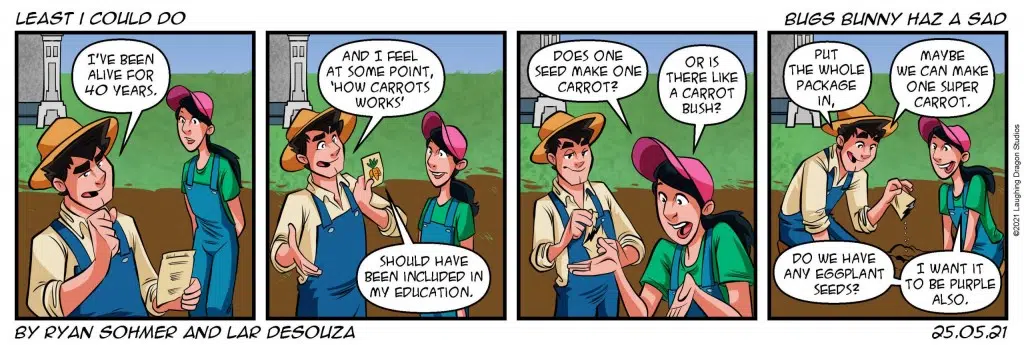 LEAST I COULD DO
BUGS BUNNY HAZ A SAD
I'VE BEEN
ALIVE FOR
40 YEARS.
AND I FEEL
AT SOME POINT,
'HOW CARROTS
WORKS'
SHOULD HAVE
BEEN INCLUDED IN
MY EDUCATION.
DOES ONE
SEED MAKE ONE
CARROT?
OR IS
THERE LIKE
A CARROT
BUSH?
PUT
THE WHOLE
PACKAGE
IN,
MAYBE
WE CAN MAKE
ONE SUPER
CARROT.
DO WE HAVE
ANY EGGPLANT
SEEDS?
I WANT IT
TO BE PURPLE
ALSO.
©2021 Laughing Dragon Studios
BY RYAN SOHMER AND LAR DESOUZA
25.05.21